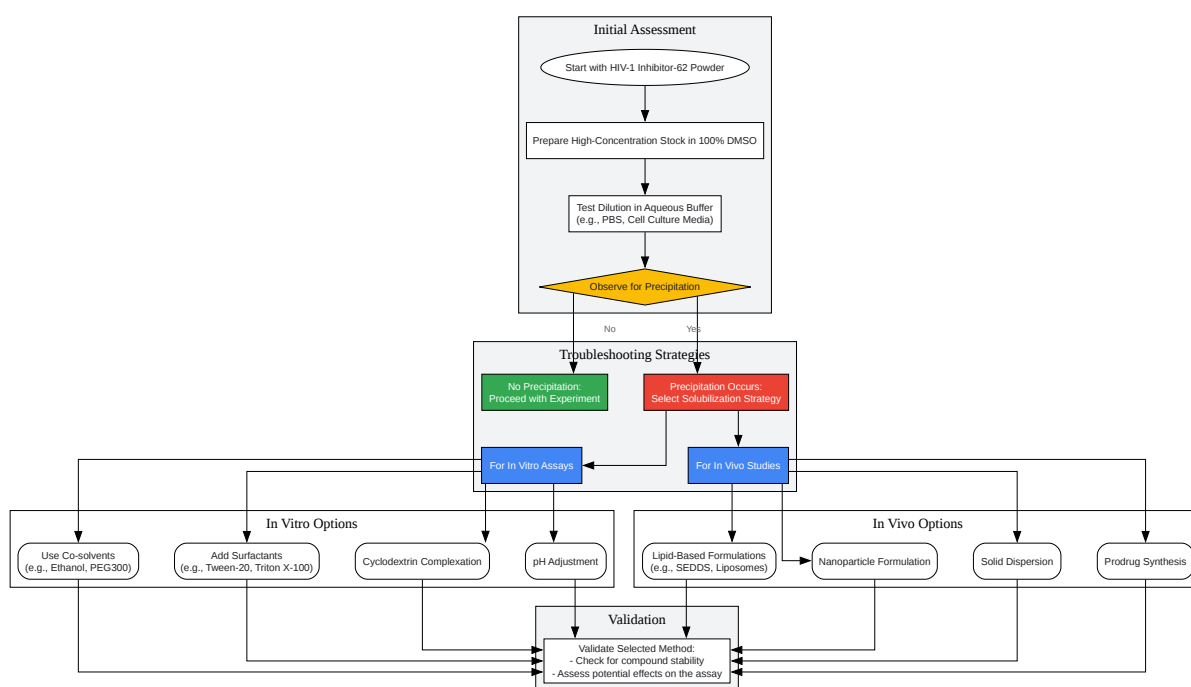 Initial Assessment
Start with HIV-1 Inhibitor-62 Powder
Prepare High-Concentration Stock in 100% DMSO
Test Dilution in Aqueous Buffer
(e.g., PBS, Cell Culture Media)
Observe for Precipitation
No
Yes
Troubleshooting Strategies
No Precipitation:
Proceed with Experiment
Precipitation Occurs:
Select Solubilization Strategy
For In Vitro Assays
For In Vivo Studies
In Vitro Options
Use Co-solvents
(e.g., Ethanol, PEG300)
Add Surfactants
(e.g., Tween-20, Triton X-100)
Cyclodextrin Complexation
pH Adjustment
In Vivo Options
Lipid-Based Formulations
(e.g., SEDDS, Liposomes)
Nanoparticle Formulation
Solid Dispersion
Prodrug Synthesis
Validation
Validate Selected Method:
- Check for compound stability
- Assess potential effects on the assay